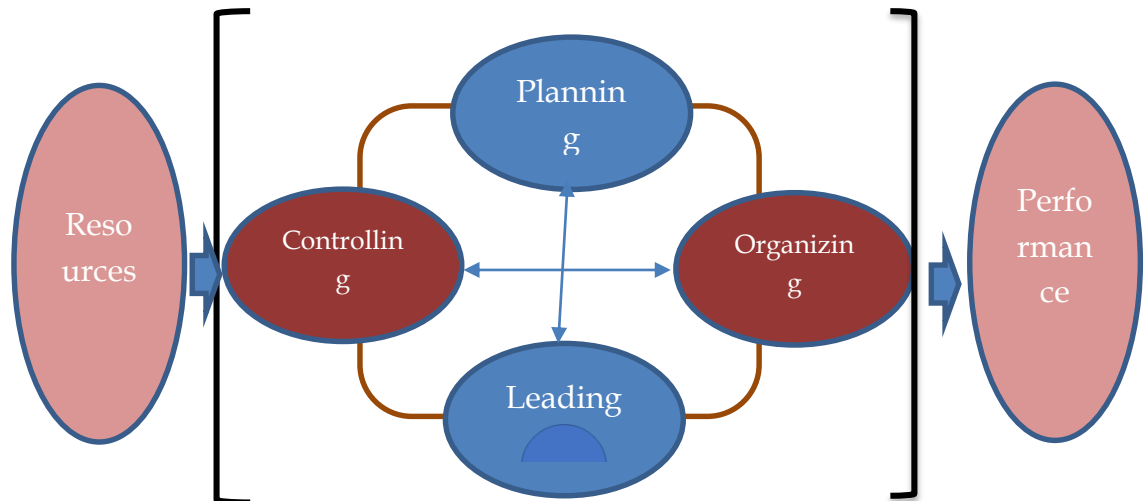 Plannin
g
Reso
urces
Controllin
g
Organizin
g
Perfo
rman
ce
Leading